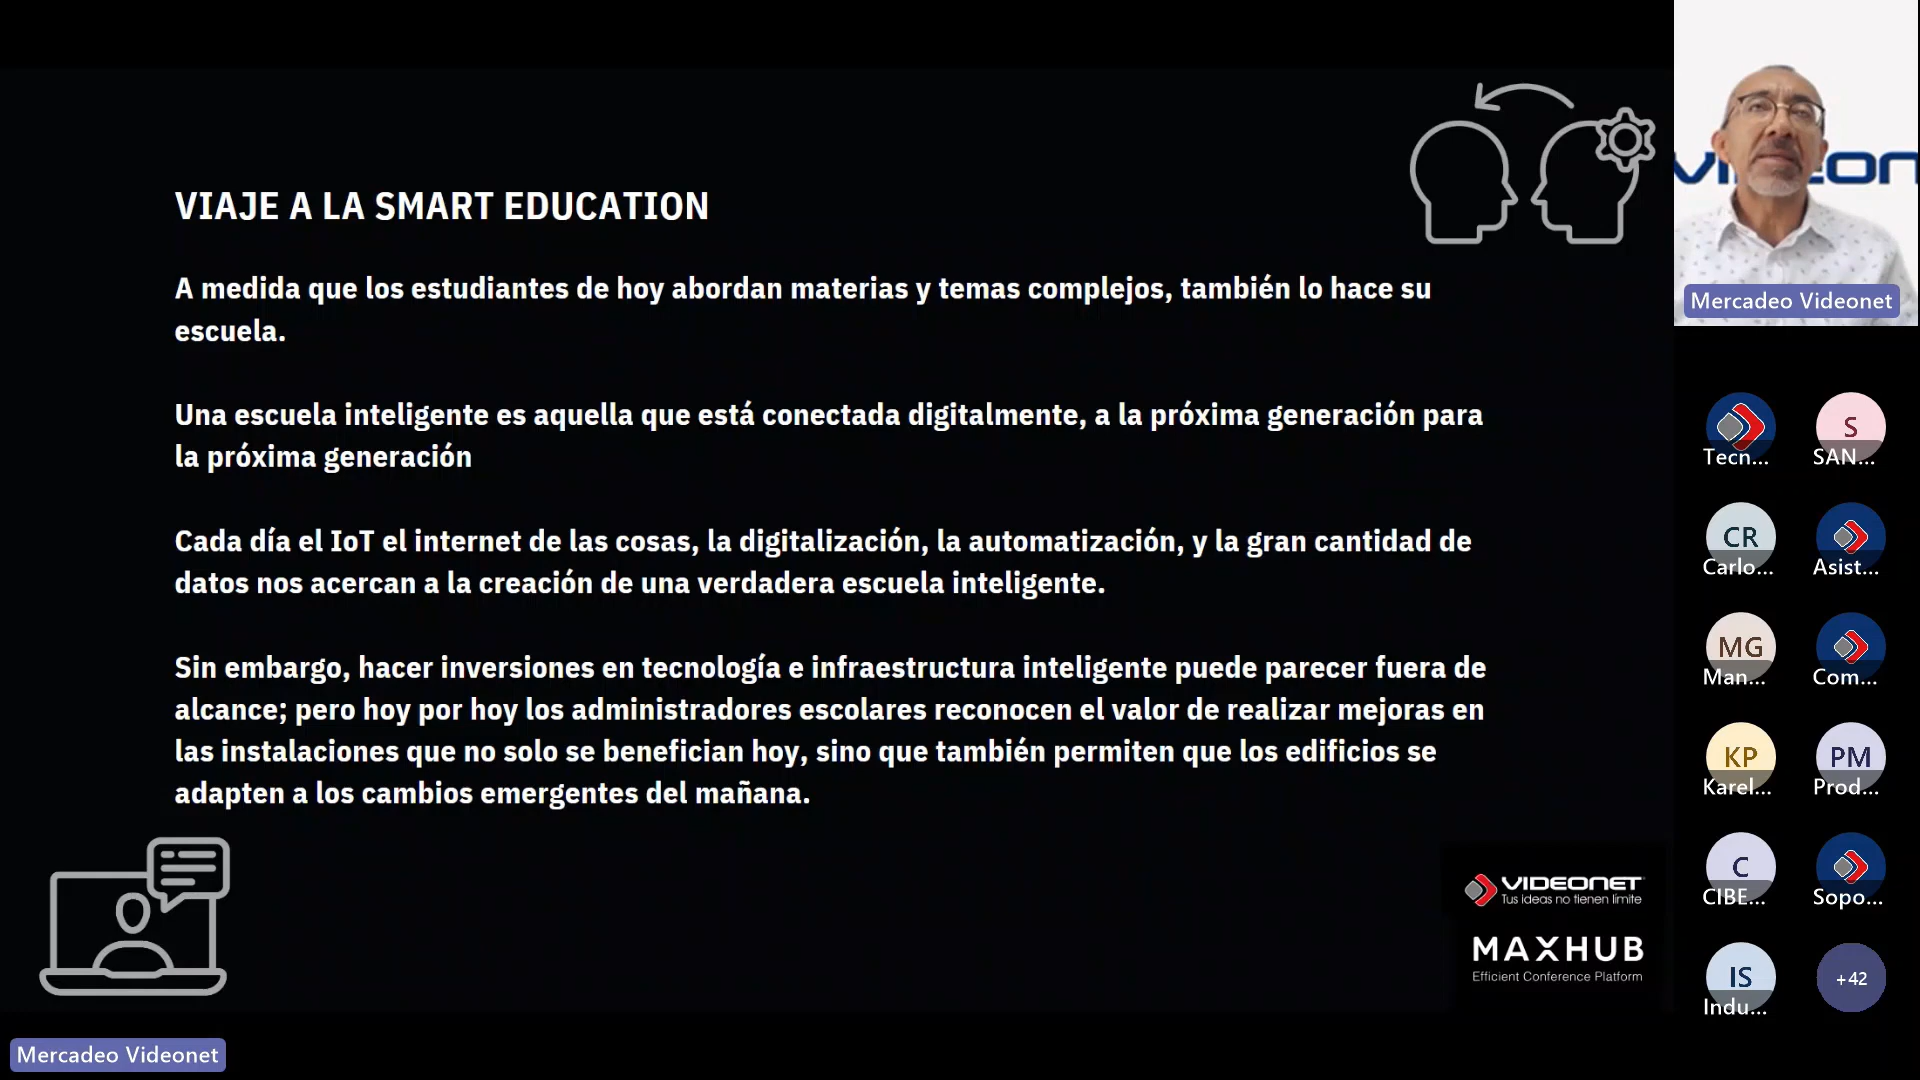 VIAJE A LA SMART EDUCATION
A medida que los estudiantes de hoy abordan materias y temas complejos, también lo hace su
escuela.
Una escuela inteligente es aquella que está conectada digitalmente, a la próxima generación para
la próxima generación
Cada día el IoT el internet de las cosas, la digitalización, la automatización, y la gran cantidad de
datos nos acercan a la creación de una verdadera escuela inteligente.
Sin embargo, hacer inversiones en tecnología e infraestructura inteligente puede parecer fuera de
alcance; pero hoy por hoy los administradores escolares reconocen el valor de realizar mejoras en
las instalaciones que no solo se benefician hoy, sino que también permiten que los edificios se
adapten a los cambios emergentes del mañana.
VIDEONET
Tus ideas no tienen límite
MAXHUB
Efficient Conference Platform
Mercadeo Videonet
Mercadeo Videonet
Tecn...
S
SAN...
CR
Carlo...
Asist...
MG
Man...
Com...
KP
Karel...
PM
Prod...
C
CIBE...
Sopo...
IS
Indu...
+42